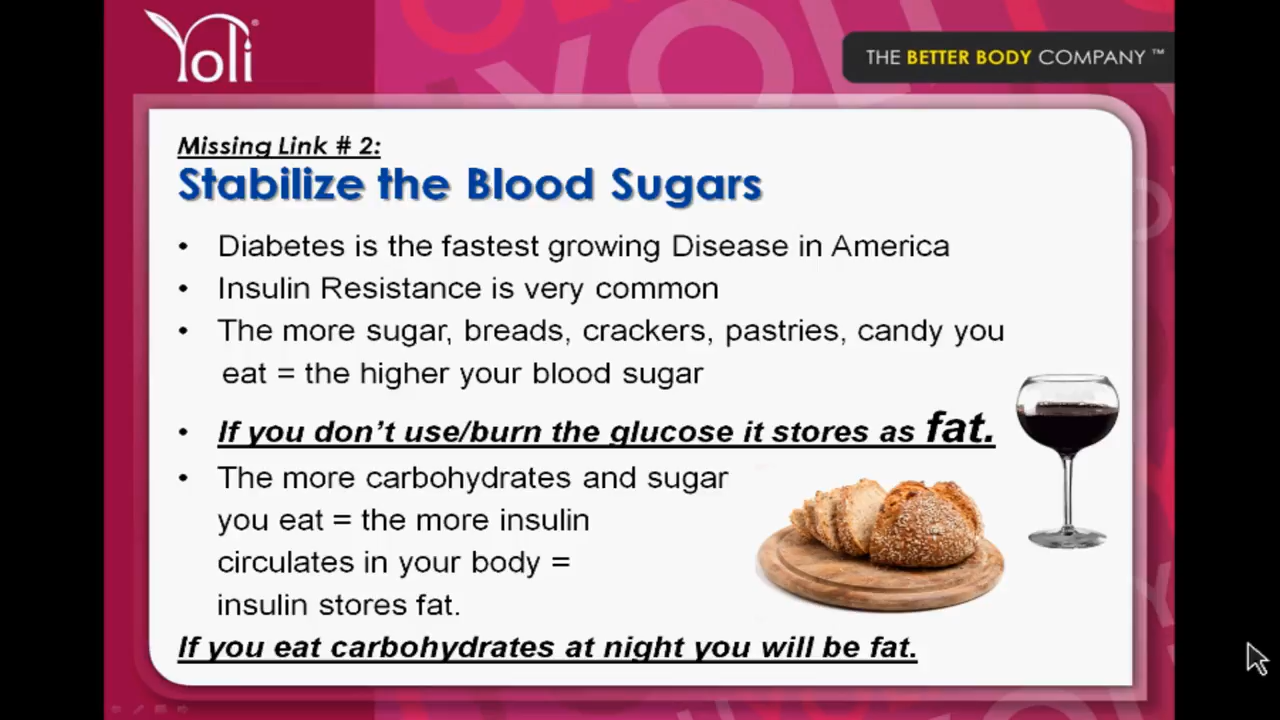 Yoli®
THE BETTER BODY COMPANY™
Missing Link # 2:
Stabilize the Blood Sugars
• Diabetes is the fastest growing Disease in America
• Insulin Resistance is very common
• The more sugar, breads, crackers, pastries, candy you
eat = the higher your blood sugar
• If you don’t use/burn the glucose it stores as fat.
• The more carbohydrates and sugar
you eat = the more insulin
circulates in your body =
insulin stores fat.
If you eat carbohydrates at night you will be fat.